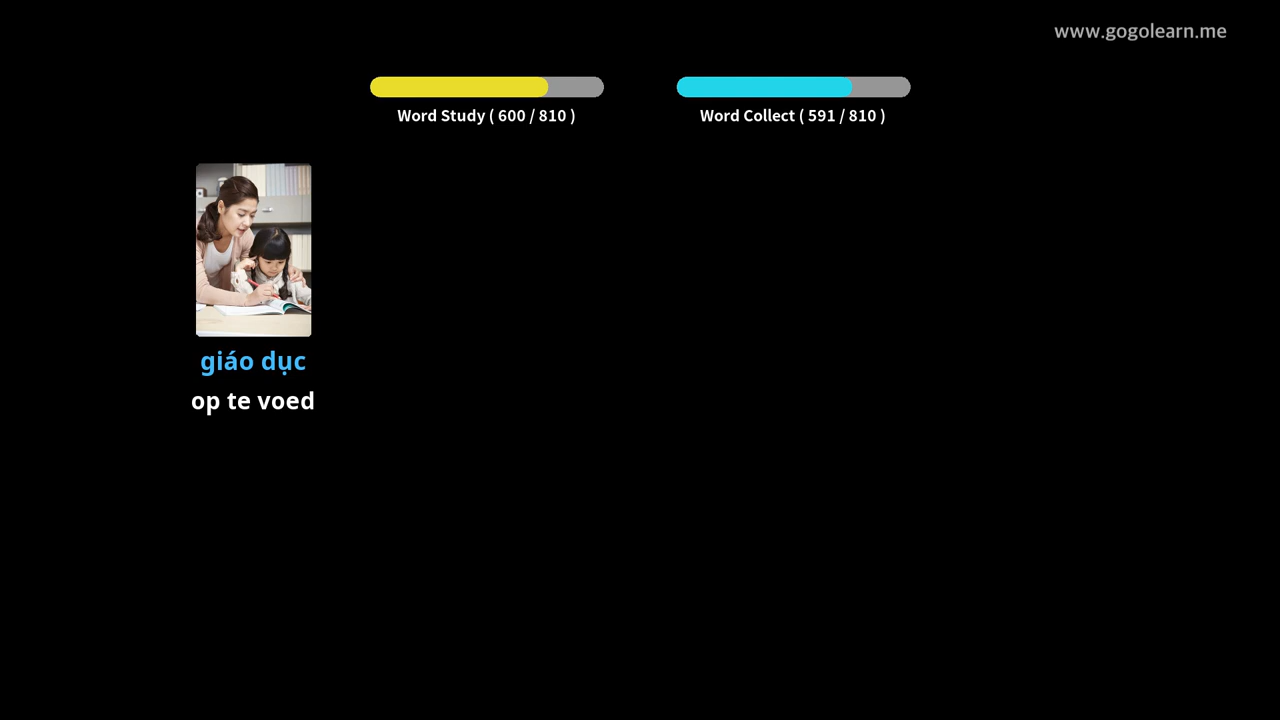 www.gogolearn.me
Word Study ( 600 / 810 )
Word Collect ( 591 / 810 )
giáo dục
op te voed